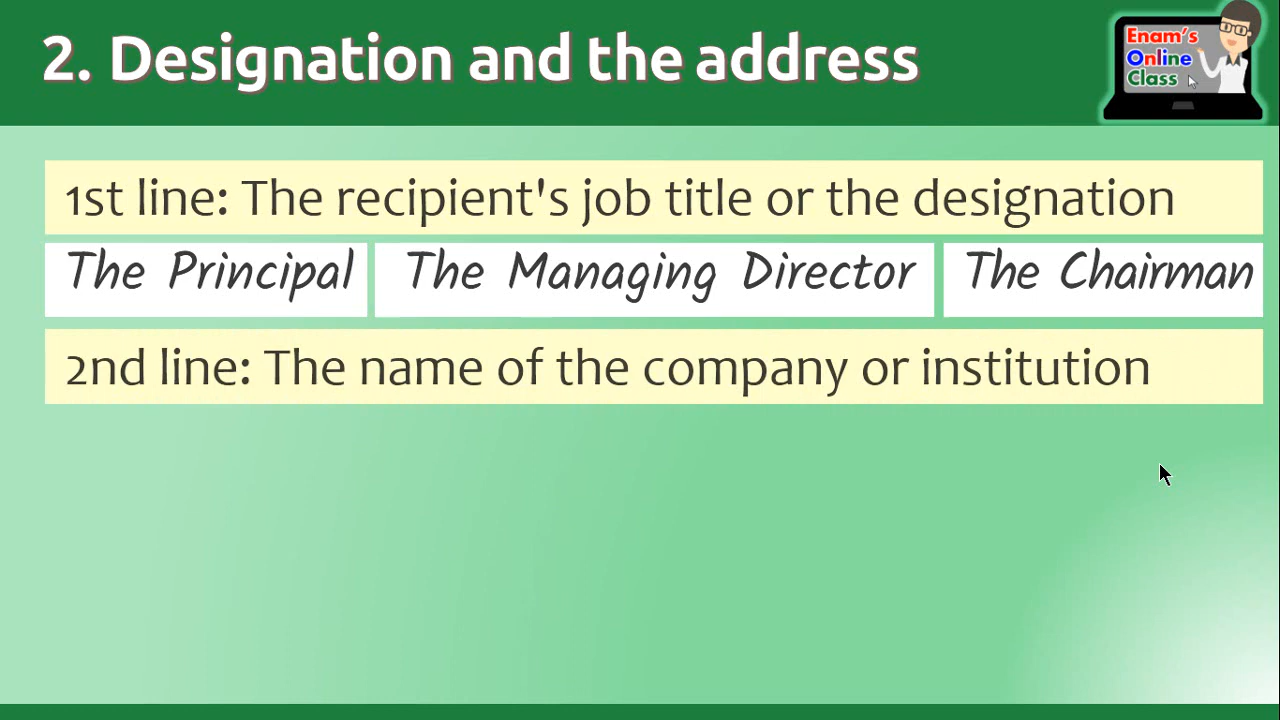 2. Designation and the address
Enam's
Online
Class
1st line: The recipient's job title or the designation
The Principal
The Managing Director
The Chairman
2nd line: The name of the company or institution